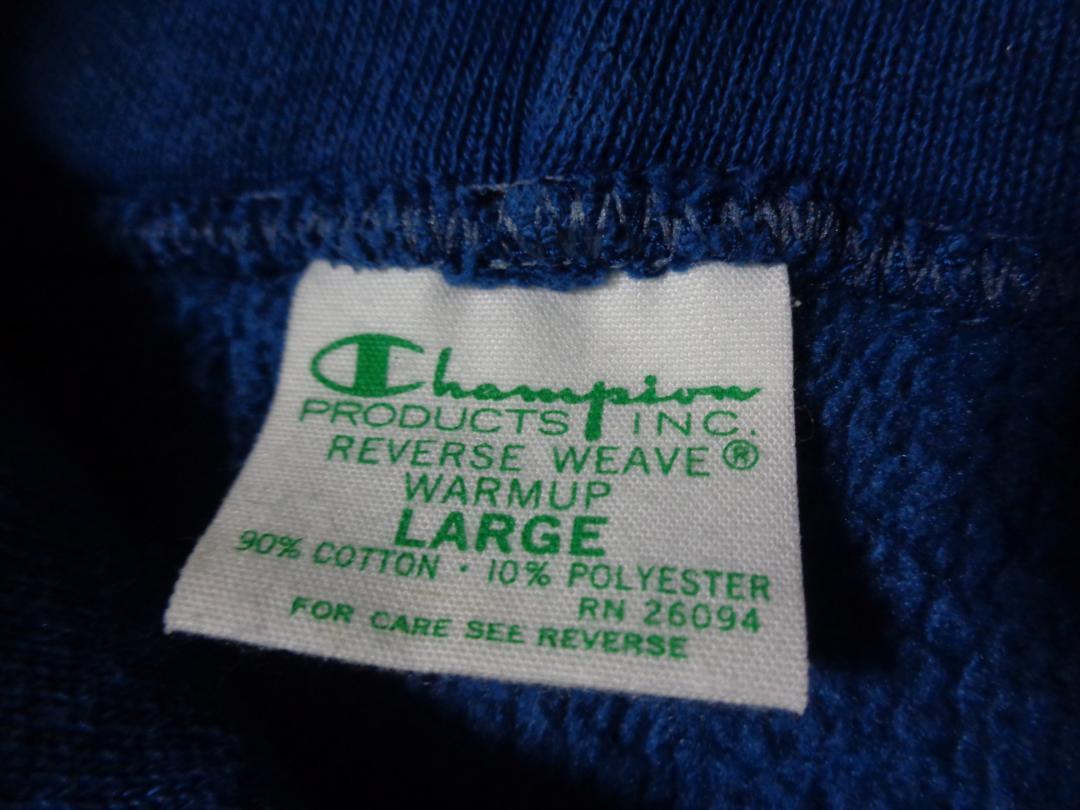 Champion
PRODUCTS INC.
REVERSE WEAVE®
WARMUP
LARGE
90% COTTON · 10% POLYESTER
RN 26094
FOR CARE SEE REVERSE